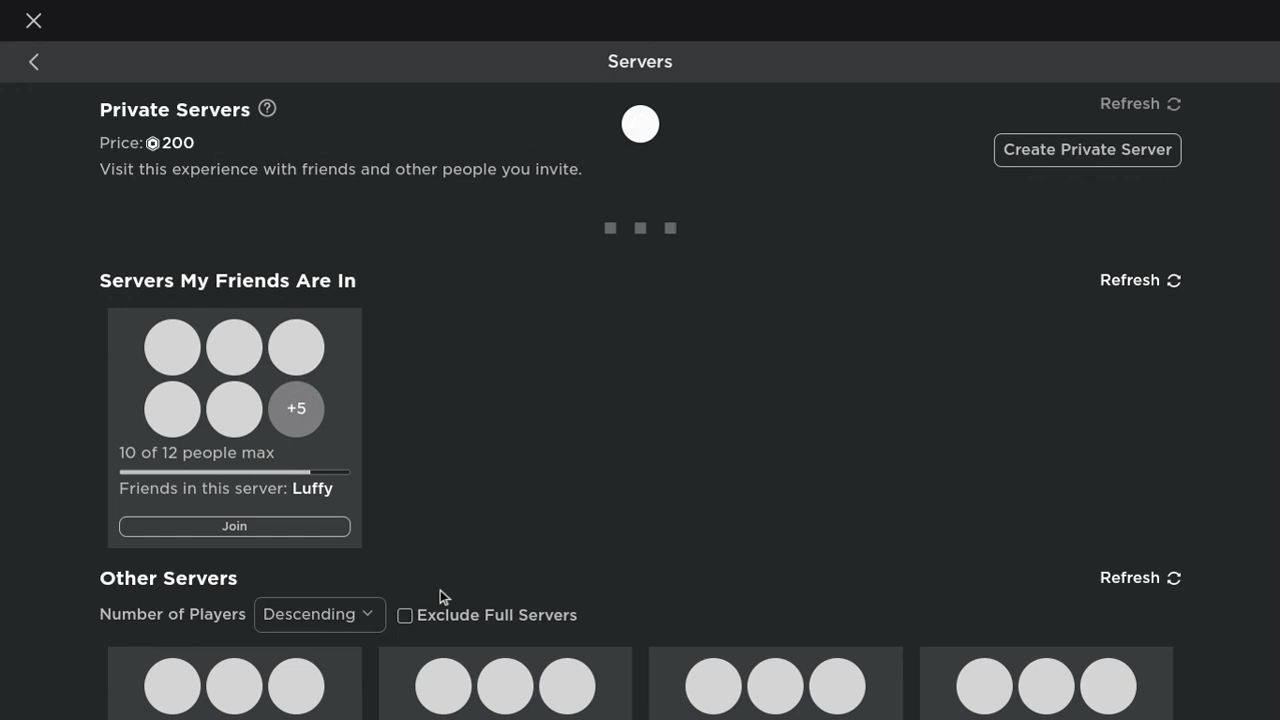 Servers
Private Servers
Refresh
Price: 200
Create Private Server
Visit this experience with friends and other people you invite.
Servers My Friends Are In
Refresh
+5
10 of 12 people max
Friends in this server: Luffy
Join
Other Servers
Refresh
Number of Players Descending Exclude Full Servers